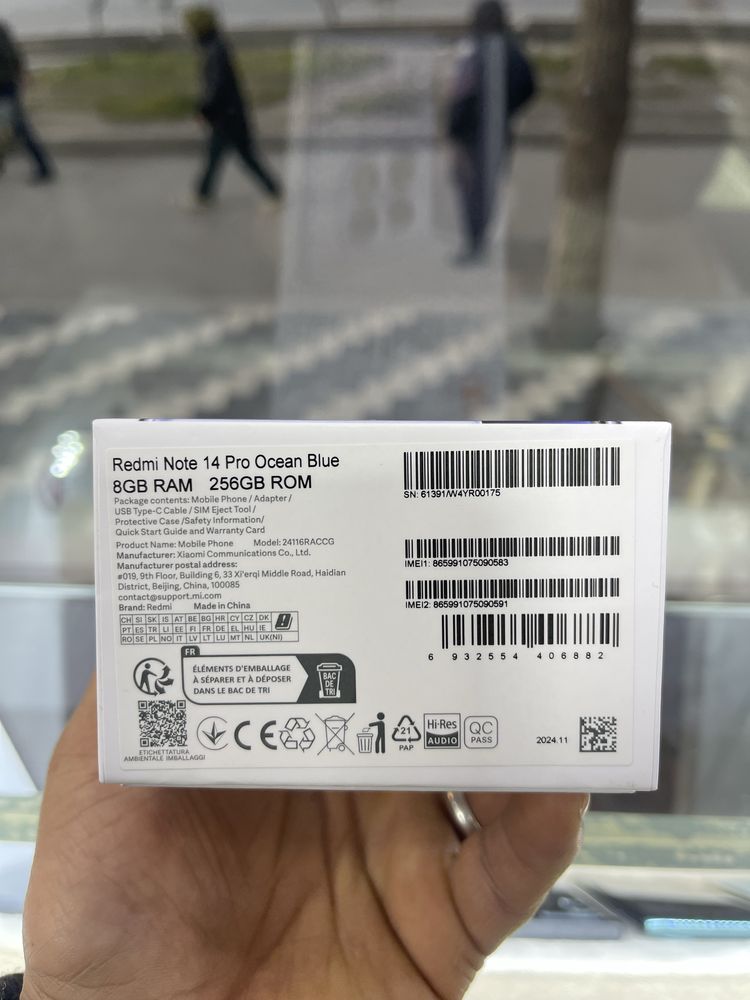 Redmi Note 14 Pro Ocean Blue
8GB RAM 256GB ROM
Package contents: Mobile Phone / Adapter /
USB Type-C Cable / SIM Eject Tool /
Protective Case /Safety Information/
Quick Start Guide and Warranty Card
Product Name: Mobile Phone Model: 24116RACCG
Manufacturer: Xiaomi Communications Co., Ltd.
Manufacturer postal address:
#019, 9th Floor, Building 6, 33 Xi'erqi Middle Road, Haidian
District, Beijing, China, 100085
contact@support.mi.com
Brand: Redmi Made in China
CH SI SK IS AT BE BG HR CY CZ DK
PT ES TR LI EE FI FR DE EL HU IE
RO SE PL NO IT LV LT LU MT NL UK(NI)
FR
ÉLÉMENTS D'EMBALLAGE
À SÉPARER ET À DÉPOSER
DANS LE BAC DE TRI
BAC
DE
TRI
ETICHETTATURA
AMBIENTALE IMBALLAGGI
CE
21
PAP
Hi-Res
AUDIO
QC
PASS
2024.11
SN: 61391/W4YR00175
IMEI1: 865991075090583
IMEI2: 865991075090591
6 932554 406882